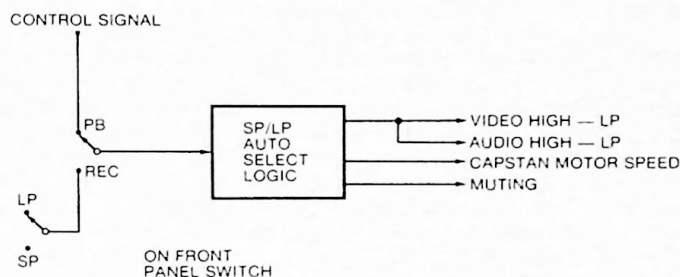 CONTROL SIGNAL
PB
REC
LP
SP
ON FRONT
PANEL SWITCH
SP/LP
AUTO
SELECT
LOGIC
VIDEO HIGH — LP
AUDIO HIGH — LP
CAPSTAN MOTOR SPEED
MUTING